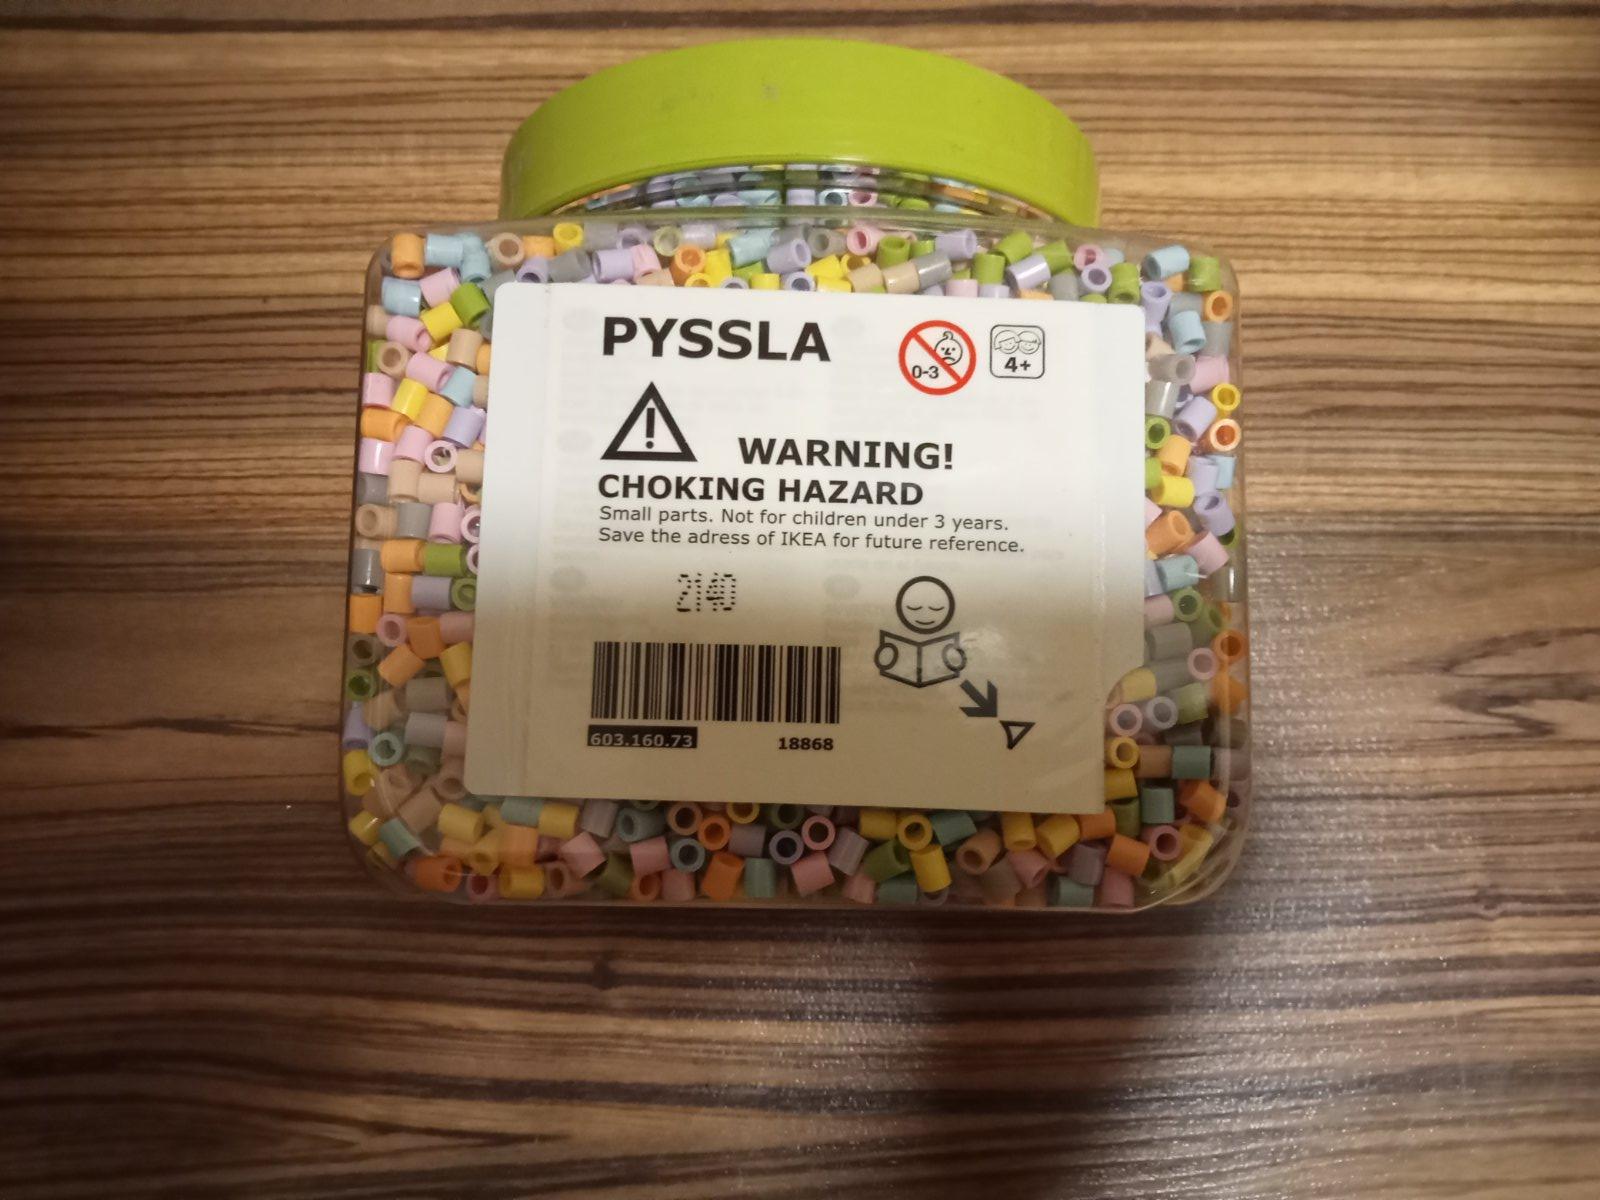 PYSSLA
0-3
4+
WARNING!
CHOKING HAZARD
Small parts. Not for children under 3 years.
Save the adress of IKEA for future reference.
2140
603.160.73
18868